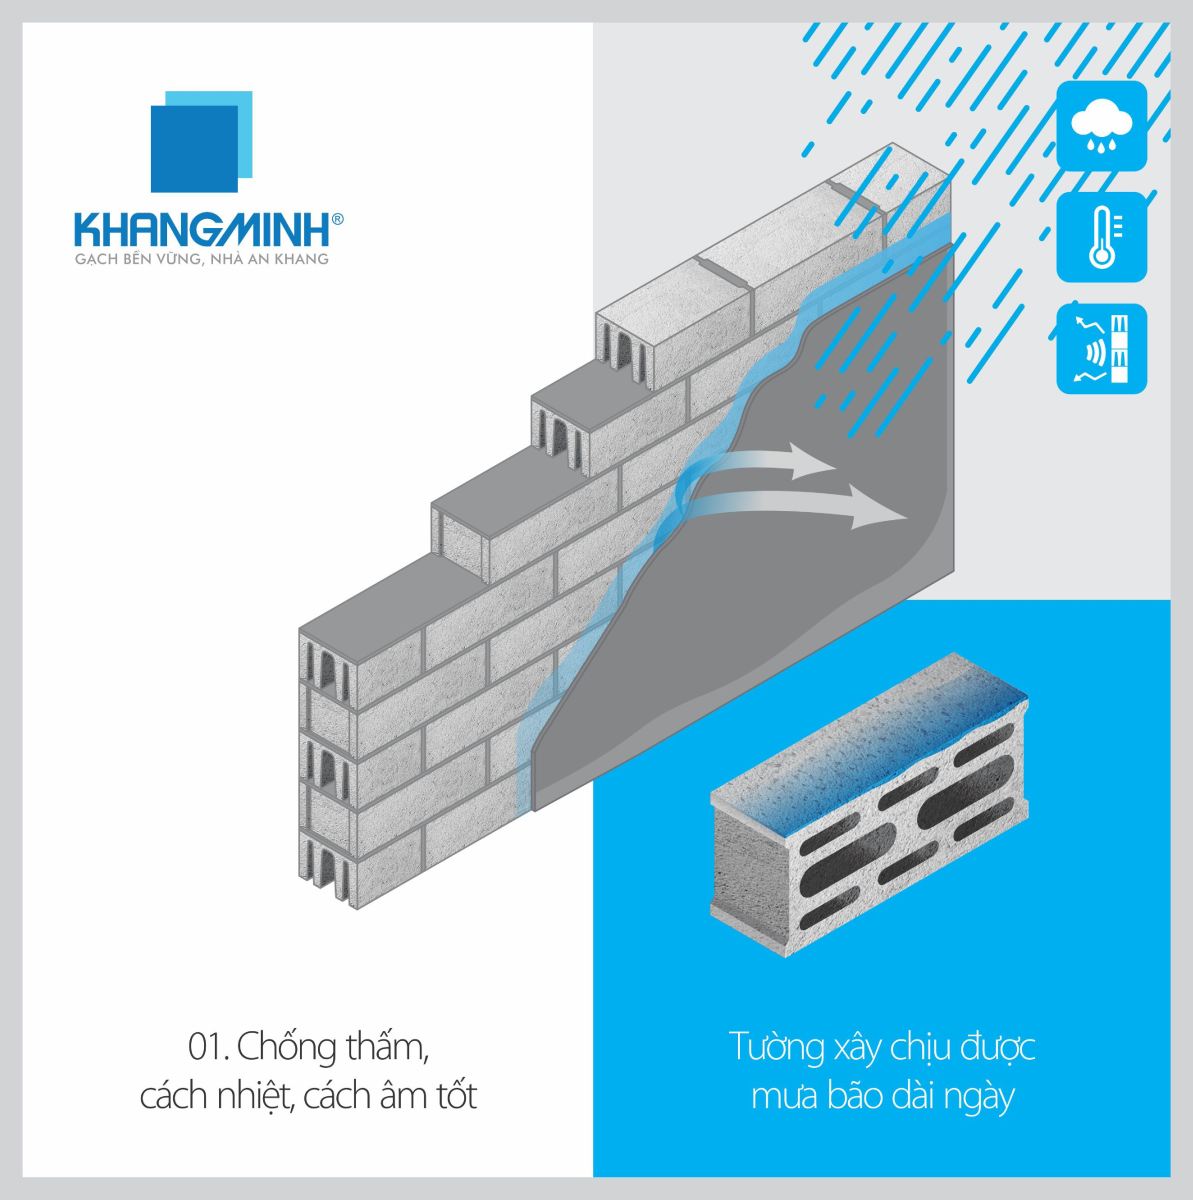 KHANGMINH®
GẠCH BỀN VỮNG, NHÀ AN KHANG
01. Chống thấm,
cách nhiệt, cách âm tốt
Tường xây chịu được
mưa bão dài ngày